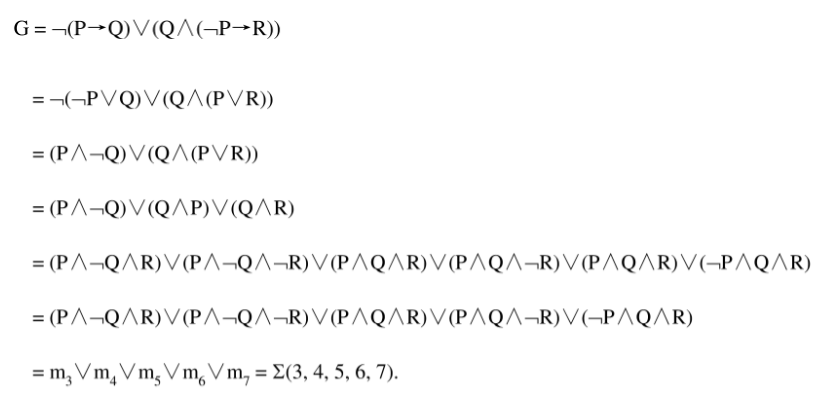 G = ¬(P→Q)∨(Q∧(¬P→R))
= ¬(¬P∨Q)∨(Q∧(P∨R))
= (P∧¬Q)∨(Q∧(P∨R))
= (P∧¬Q)∨(Q∧P)∨(Q∧R)
= (P∧¬Q∧R)∨(P∧¬Q∧¬R)∨(P∧Q∧R)∨(P∧Q∧¬R)∨(P∧Q∧R)∨(¬P∧Q∧R)
= (P∧¬Q∧R)∨(P∧¬Q∧¬R)∨(P∧Q∧R)∨(P∧Q∧¬R)∨(¬P∧Q∧R)
= m₃∨m₄∨m₅∨m₆∨m₇ = Σ(3, 4, 5, 6, 7).